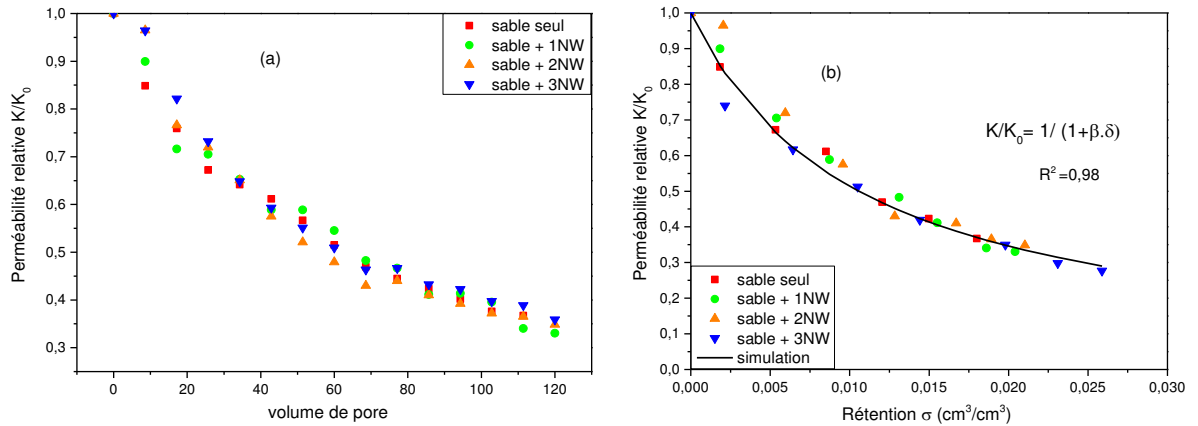 1,0
0,9
0,8
0,7
0,6
0,5
0,4
0,3
Perméabilité relative K/K₀
(a)
sable seul
sable + 1NW
sable + 2NW
sable + 3NW
0 20 40 60 80 100 120
volume de pore
1,0
0,9
0,8
0,7
0,6
0,5
0,4
0,3
0,2
0,1
0,0
Perméabilité relative K/K₀
(b)
K/K₀= 1/ (1+β.δ)
R² =0,98
sable seul
sable + 1NW
sable + 2NW
sable + 3NW
simulation
0,000 0,005 0,010 0,015 0,020 0,025 0,030
Rétention σ (cm³/cm³)